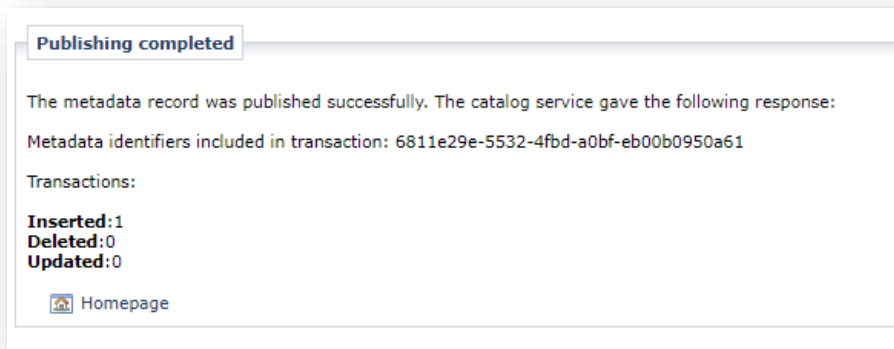 Publishing completed
The metadata record was published successfully. The catalog service gave the following response:
Metadata identifiers included in transaction: 6811e29e-5532-4fbd-a0bf-eb00b0950a61
Transactions:
Inserted:1
Deleted:0
Updated:0
Homepage